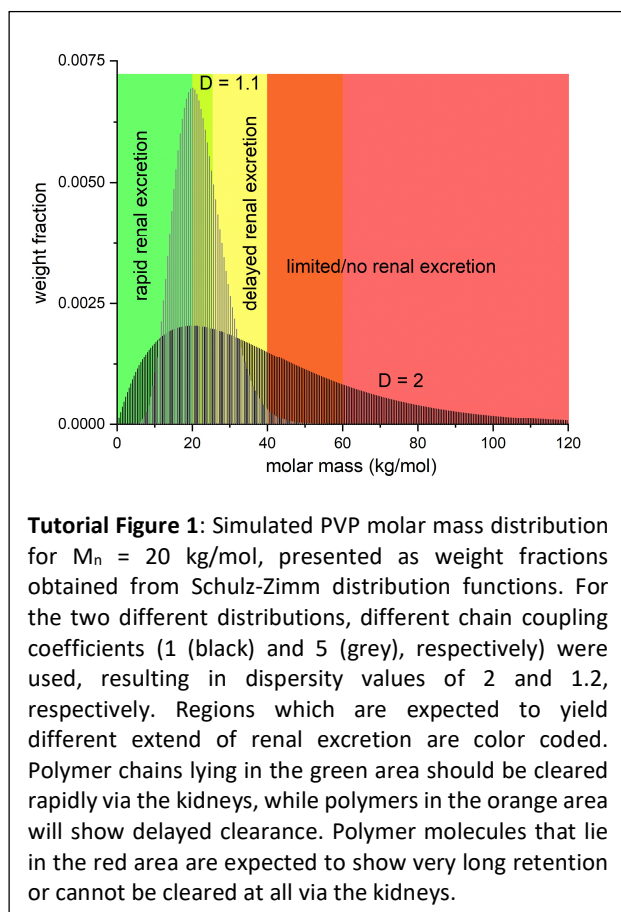 0.0075
D = 1.1
0.0050
0.0025
0.0000
weight fraction
rapid renal excretion
delayed renal excretion
limited/no renal excretion
D = 2
0 20 40 60 80 100 120
molar mass (kg/mol)
Tutorial Figure 1: Simulated PVP molar mass distribution
for Mn = 20 kg/mol, presented as weight fractions
obtained from Schulz-Zimm distribution functions. For
the two different distributions, different chain coupling
coefficients (1 (black) and 5 (grey), respectively) were
used, resulting in dispersity values of 2 and 1.2,
respectively. Regions which are expected to yield
different extend of renal excretion are color coded.
Polymer chains lying in the green area should be cleared
rapidly via the kidneys, while polymers in the orange area
will show delayed clearance. Polymer molecules that lie
in the red area are expected to show very long retention
or cannot be cleared at all via the kidneys.